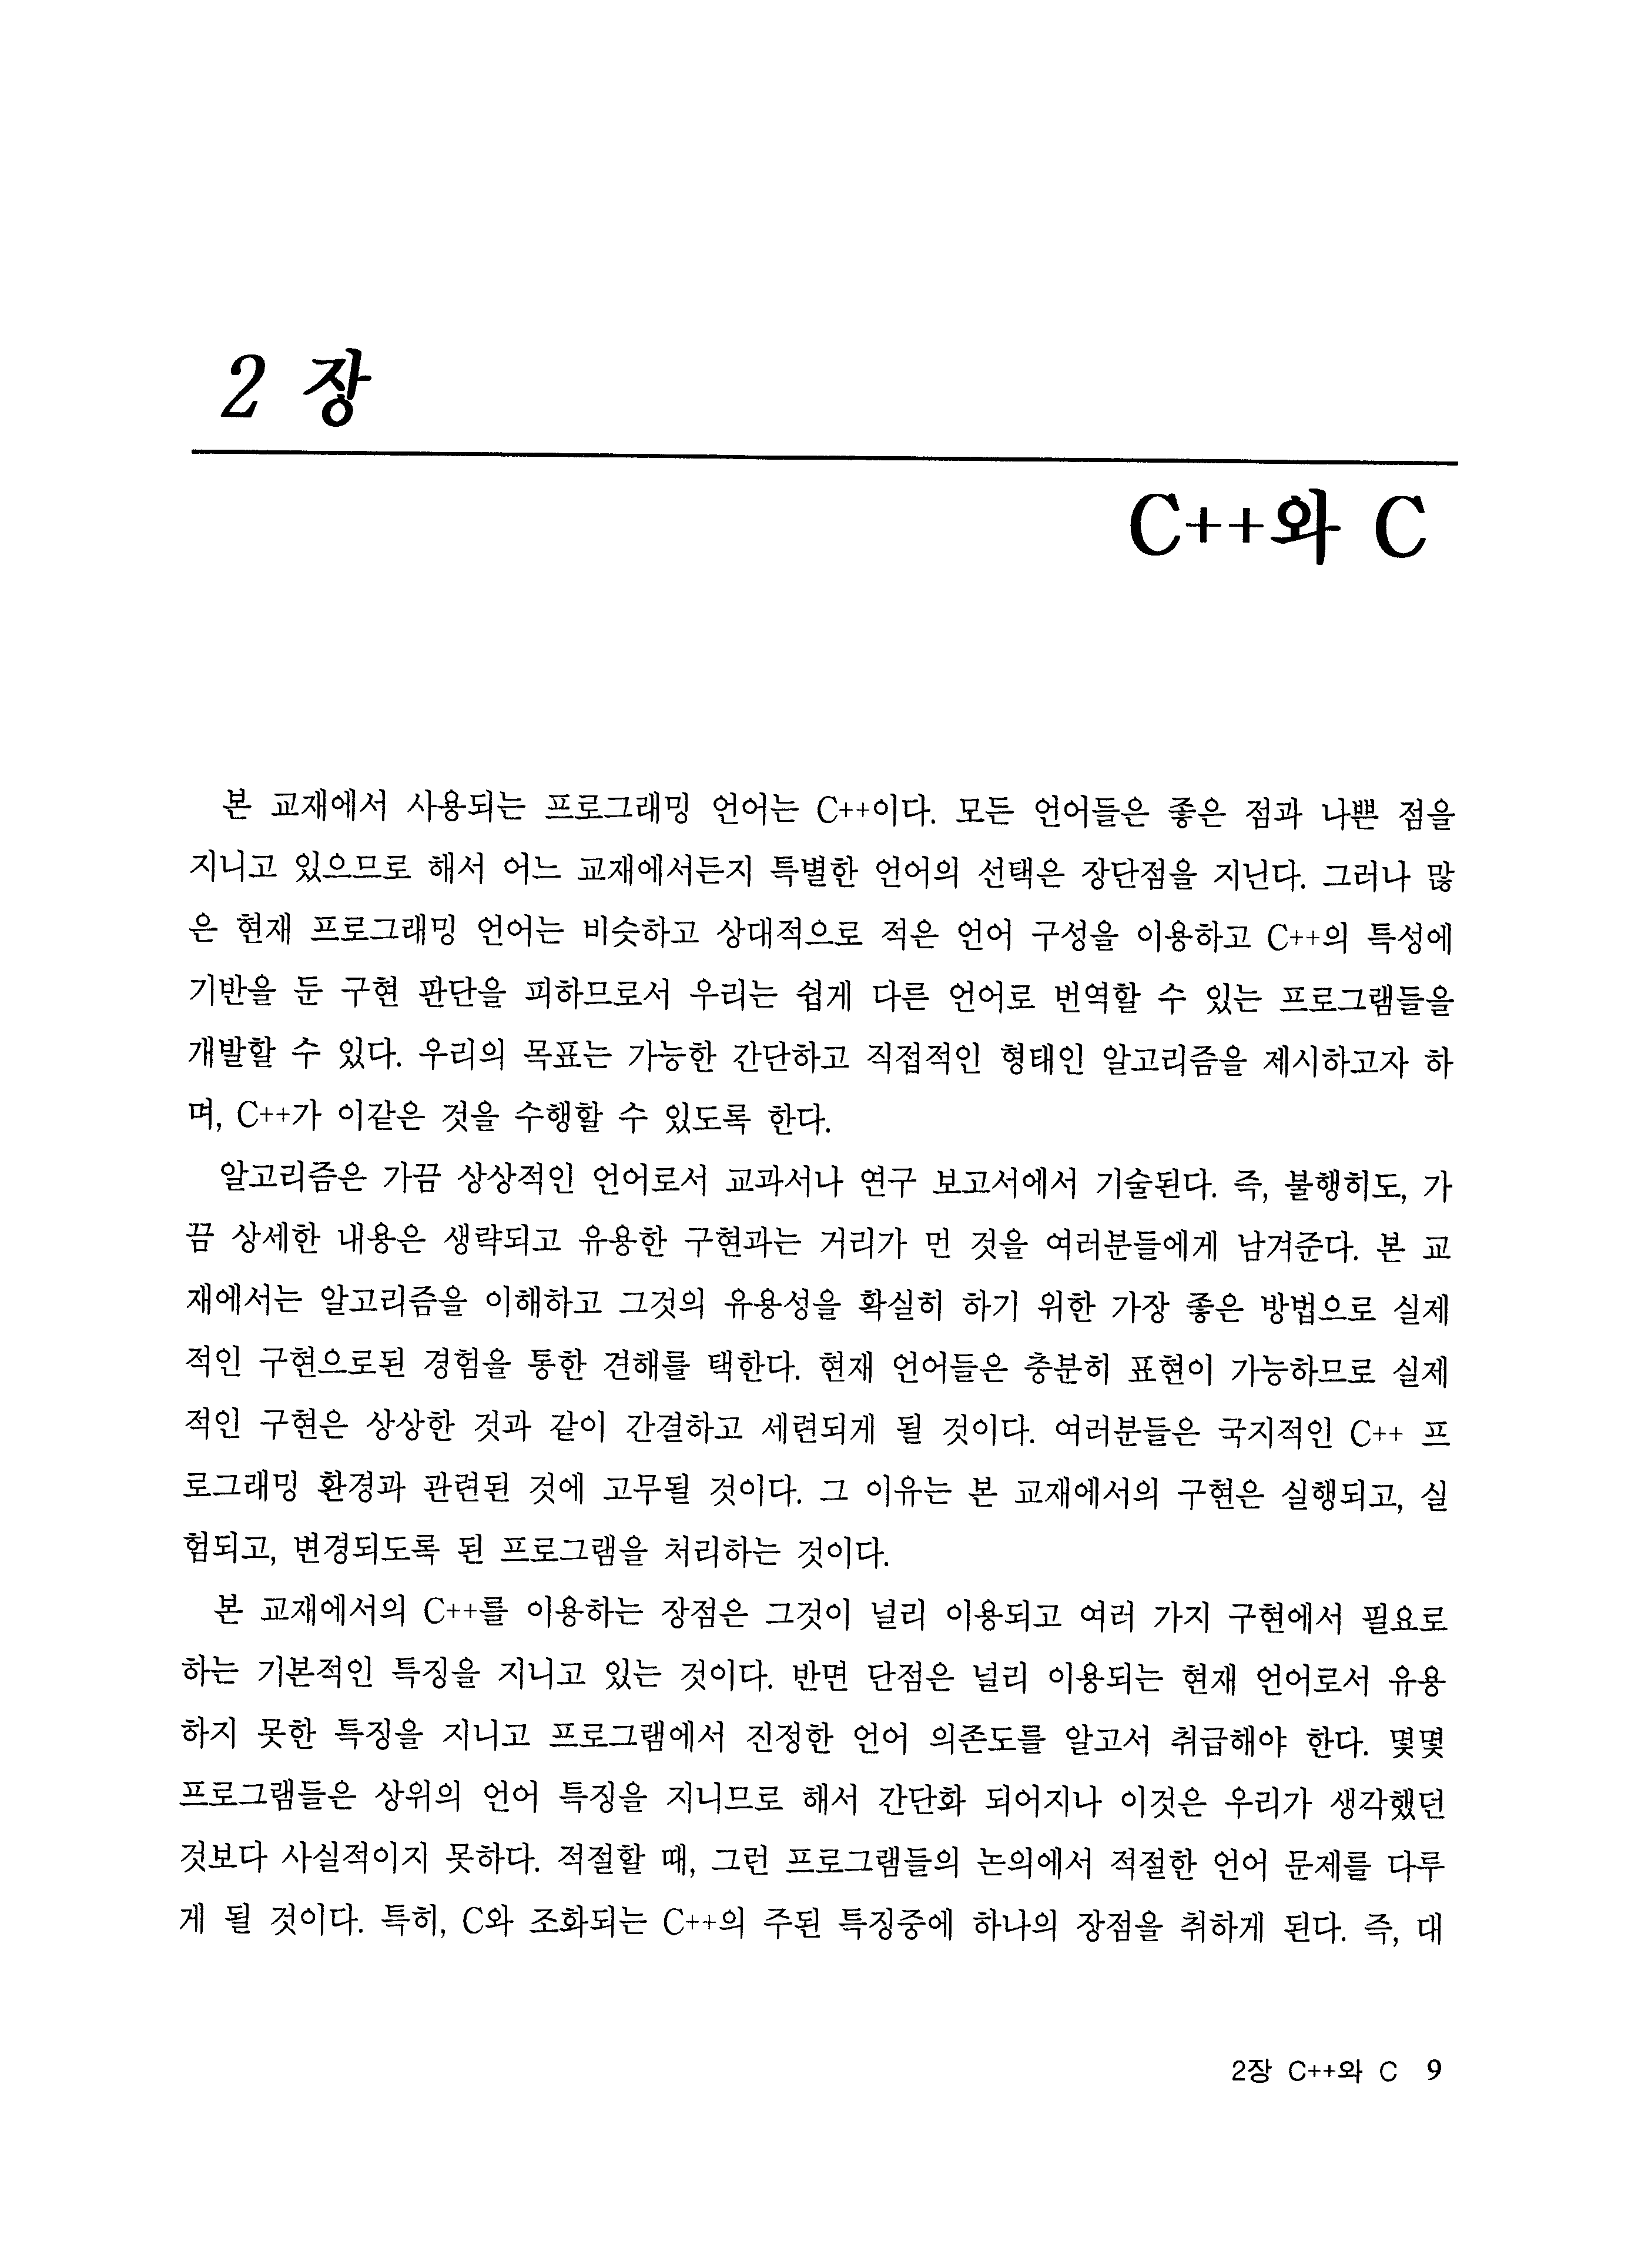 2 장
C++와 C
본 교재에서 사용되는 프로그래밍 언어는 C++이다. 모든 언어들은 좋은 점과 나쁜 점을
지니고 있으므로 해서 어느 교재에서든지 특별한 언어의 선택은 장단점을 지닌다. 그러나 많
은 현재 프로그래밍 언어는 비슷하고 상대적으로 적은 언어 구성을 이용하고 C++의 특성에
기반을 둔 구현 판단을 피하므로서 우리는 쉽게 다른 언어로 번역할 수 있는 프로그램들을
개발할 수 있다. 우리의 목표는 가능한 간단하고 직접적인 형태인 알고리즘을 제시하고자 하
며, C++가 이같은 것을 수행할 수 있도록 한다.
알고리즘은 가끔 상상적인 언어로서 교과서나 연구 보고서에서 기술된다. 즉, 불행히도, 가
끔 상세한 내용은 생략되고 유용한 구현과는 거리가 먼 것을 여러분들에게 남겨준다. 본 교
재에서는 알고리즘을 이해하고 그것의 유용성을 확실히 하기 위한 가장 좋은 방법으로 실제
적인 구현으로된 경험을 통한 견해를 택한다. 현재 언어들은 충분히 표현이 가능하므로 실제
적인 구현은 상상한 것과 같이 간결하고 세련되게 될 것이다. 여러분들은 국지적인 C++ 프
로그래밍 환경과 관련된 것에 고무될 것이다. 그 이유는 본 교재에서의 구현은 실행되고, 실
험되고, 변경되도록 된 프로그램을 처리하는 것이다.
본 교재에서의 C++를 이용하는 장점은 그것이 널리 이용되고 여러 가지 구현에서 필요로
하는 기본적인 특징을 지니고 있는 것이다. 반면 단점은 널리 이용되는 현재 언어로서 유용
하지 못한 특징을 지니고 프로그램에서 진정한 언어 의존도를 알고서 취급해야 한다. 몇몇
프로그램들은 상위의 언어 특징을 지니므로 해서 간단화 되어지나 이것은 우리가 생각했던
것보다 사실적이지 못하다. 적절할 때, 그런 프로그램들의 논의에서 적절한 언어 문제를 다루
게 될 것이다. 특히, C와 조화되는 C++의 주된 특징중에 하나의 장점을 취하게 된다. 즉, 대
2장 C++와 C 9